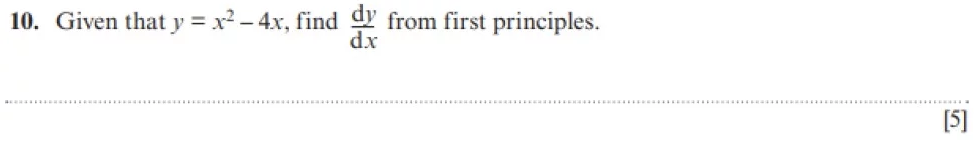 10. Given that y = x² – 4x, find dy/dx from first principles.
[5]